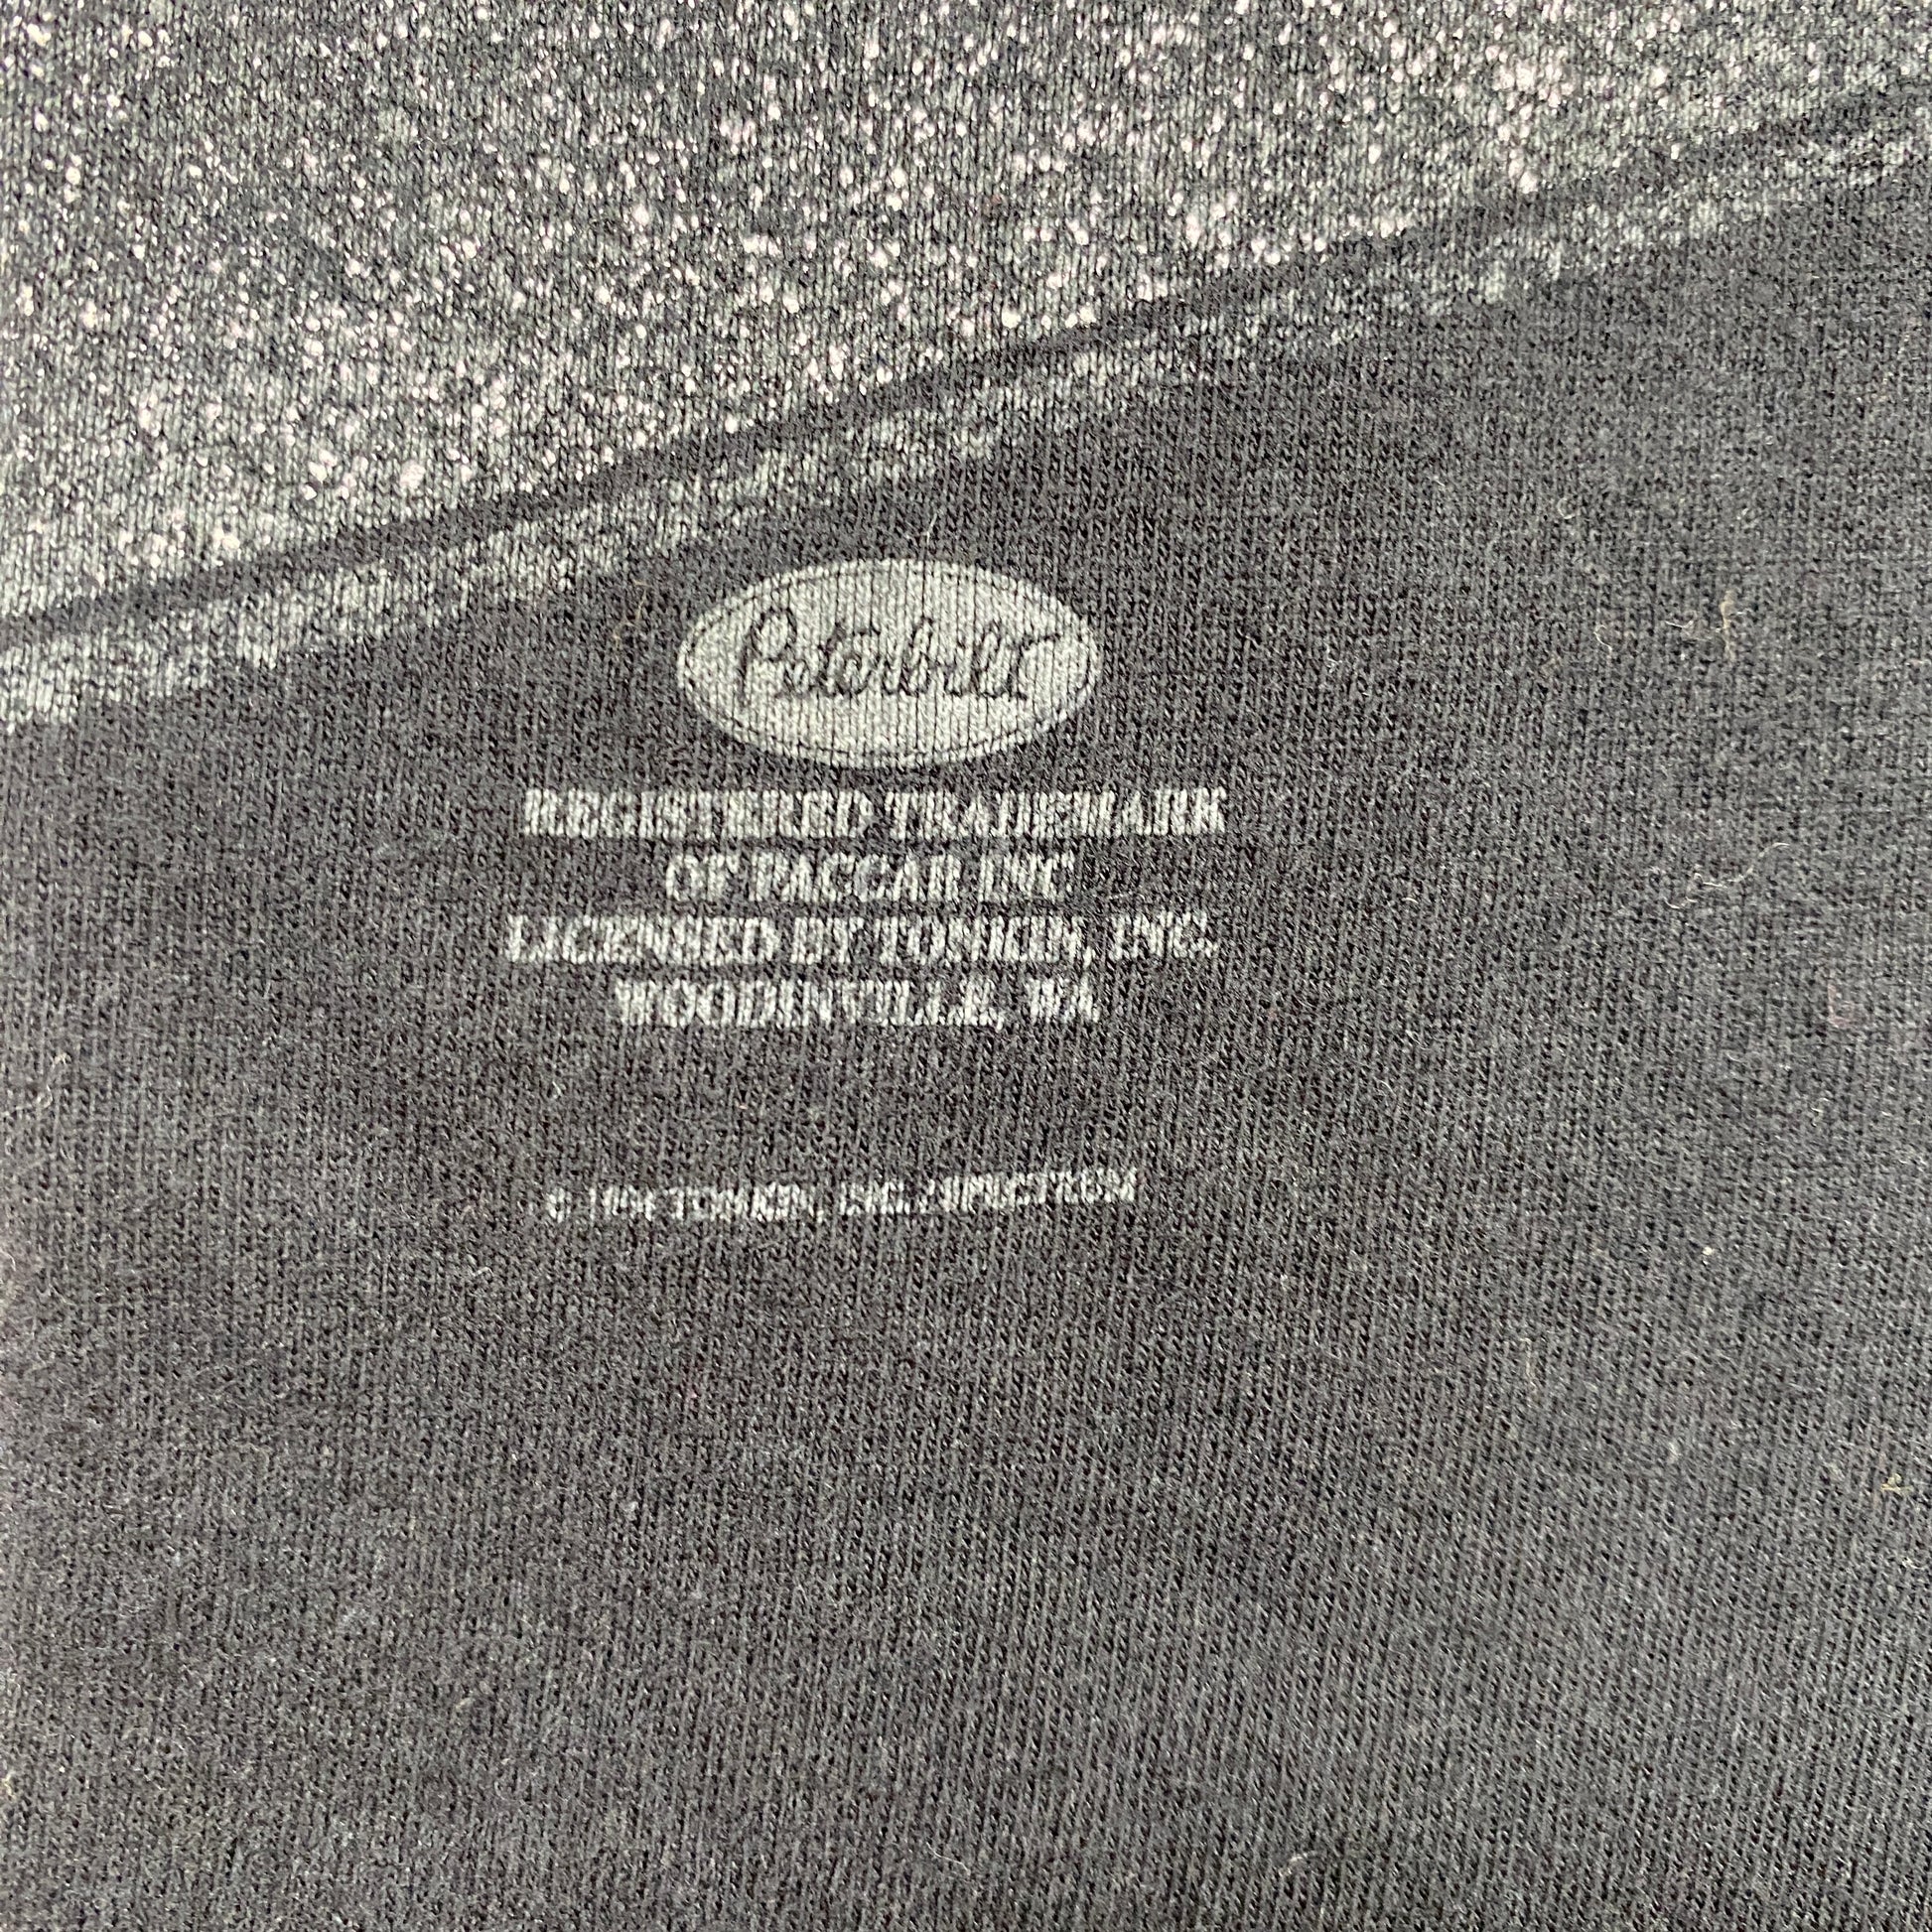 Peterbilt
REGISTERED TRADEMARK
OF PACCAR INC
LICENSED BY TONKIN, INC.
WOODINVILLE, WA
© TONKIN, INC.